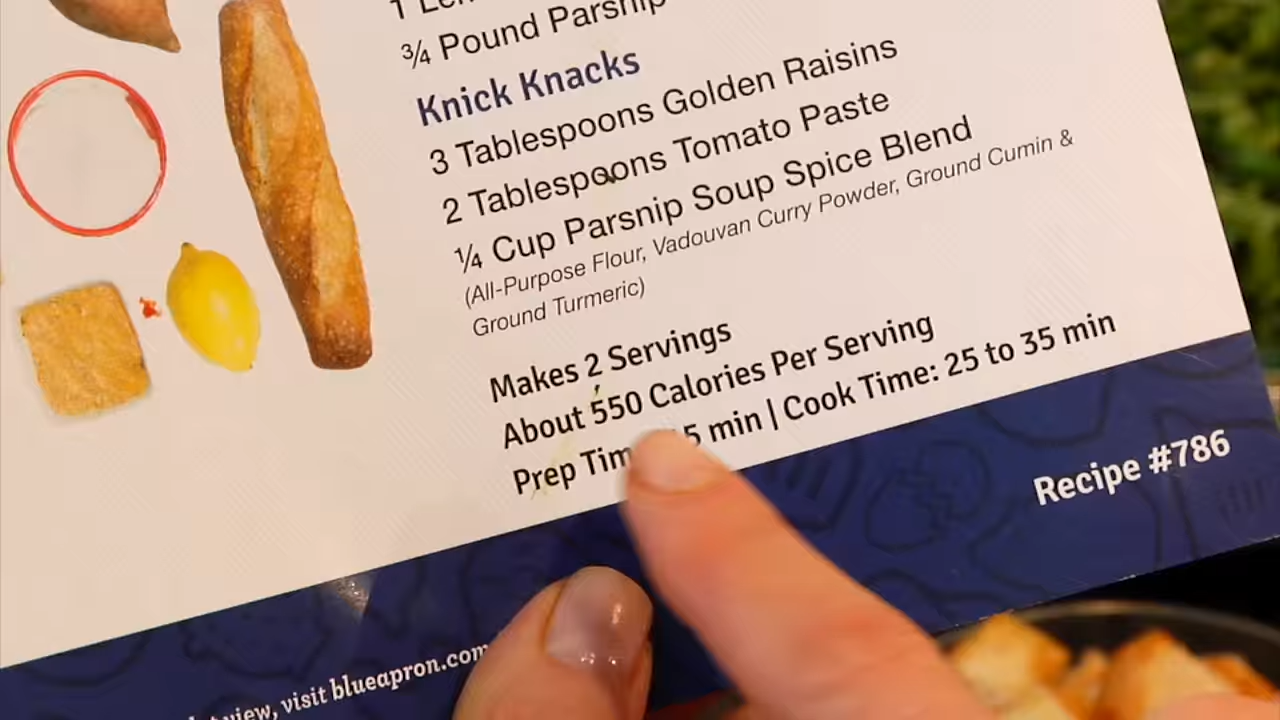 1
¾ Pound Parsnip
Knick Knacks
3 Tablespoons Golden Raisins
2 Tablespoons Tomato Paste
¼ Cup Parsnip Soup Spice Blend
(All-Purpose Flour, Vadouvan Curry Powder, Ground Cumin &
Ground Turmeric)
Makes 2 Servings
About 550 Calories Per Serving
Prep 5 min | Cook Time: 25 to 35 min
Recipe #786
visit blueapron.com